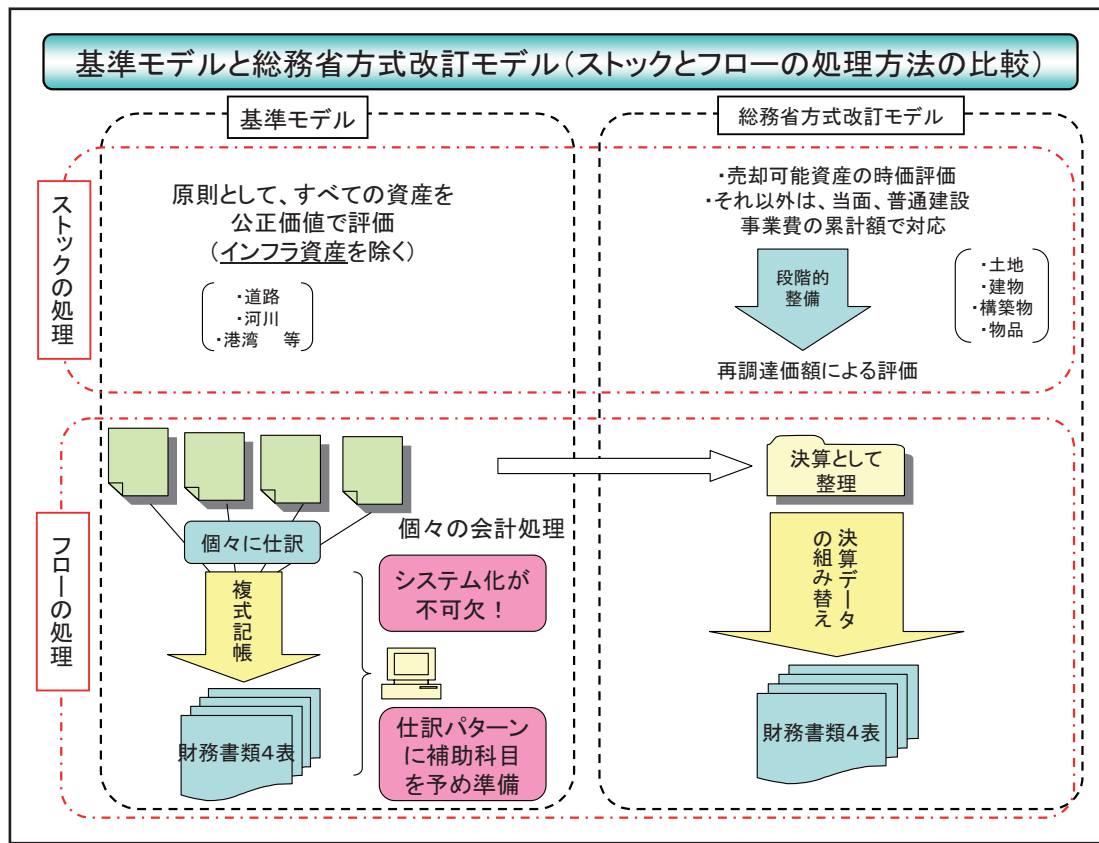 基準モデルと総務省方式改訂モデル(ストックとフローの処理方法の比較)
基準モデル
総務省方式改訂モデル
ストックの処理
原則として、すべての資産を
公正価値で評価
(インフラ資産を除く)
・道路
・河川
・港湾　等
・売却可能資産の時価評価
・それ以外は、当面、普通建設
事業費の累計額で対応
段階的
整備
・土地
・建物
・構築物
・物品
再調達価額による評価
フローの処理
個々に仕訳
個々の会計処理
複式記帳
システム化が
不可欠！
仕訳パターン
に補助科目
を予め準備
財務書類４表
決算として
整理
決算データ
の組み替え
財務書類４表